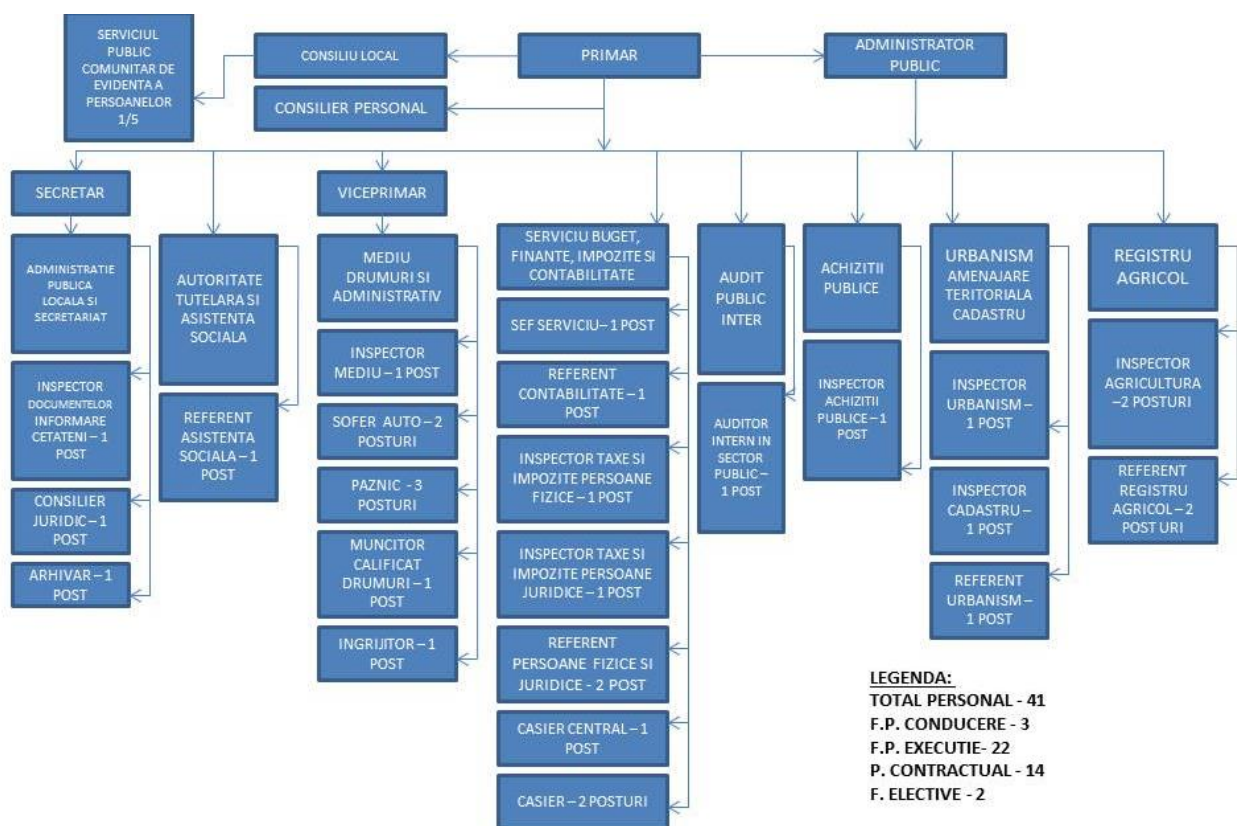 SERVICIUL
PUBLIC
COMUNITAR DE
EVIDENTA A
PERSOANELOR
1/5
CONSILIU LOCAL
PRIMAR
ADMINISTRATOR
PUBLIC
CONSILIER PERSONAL
SECRETAR
VICEPRIMAR
ADMINISTRATIE
PUBLICA
LOCALA SI
SECRETARIAT
INSPECTOR
DOCUMENTELOR
INFORMARE
CETATENI – 1
POST
CONSILIER
JURIDIC – 1
POST
ARHIVAR – 1
POST
AUTORITATE
TUTELARA SI
ASISTENTA
SOCIALA
REFERENT
ASISTENTA
SOCIALA – 1
POST
MEDIU
DRUMURI SI
ADMINISTRATIV
INSPECTOR
MEDIU – 1 POST
SOFER AUTO – 2
POSTURI
PAZNIC - 3
POSTURI
MUNCITOR
CALIFICAT
DRUMURI – 1
POST
INGRIJITOR – 1
POST
SERVICIU BUGET,
FINANTE, IMPOZITE SI
CONTABILITATE
SEF SERVICIU – 1 POST
REFERENT
CONTABILITATE – 1
POST
INSPECTOR TAXE SI
IMPOZITE PERSOANE
FIZICE – 1 POST
INSPECTOR TAXE SI
IMPOZITE PERSOANE
JURIDICE – 1 POST
REFERENT
PERSOANE FIZICE SI
JURIDICE - 2 POST
CASIER CENTRAL – 1
POST
CASIER – 2 POSTURI
AUDIT
PUBLIC
INTER
AUDITOR
INTERN IN
SECTOR
PUBLIC –
1 POST
ACHIZITII
PUBLICE
INSPECTOR
ACHIZITII
PUBLICE – 1
POST
URBANISM
AMENAJARE
TERITORIALA
CADASTRU
INSPECTOR
URBANISM –
1 POST
INSPECTOR
CADASTRU –
1 POST
REFERENT
URBANISM –
1 POST
REGISTRU
AGRICOL
INSPECTOR
AGRICULTURA
– 2 POSTURI
REFERENT
REGISTRU
AGRICOL – 2
POST URI
LEGENDA:
TOTAL PERSONAL - 41
F.P. CONDUCERE - 3
F.P. EXECUTIE- 22
P. CONTRACTUAL - 14
F. ELECTIVE - 2